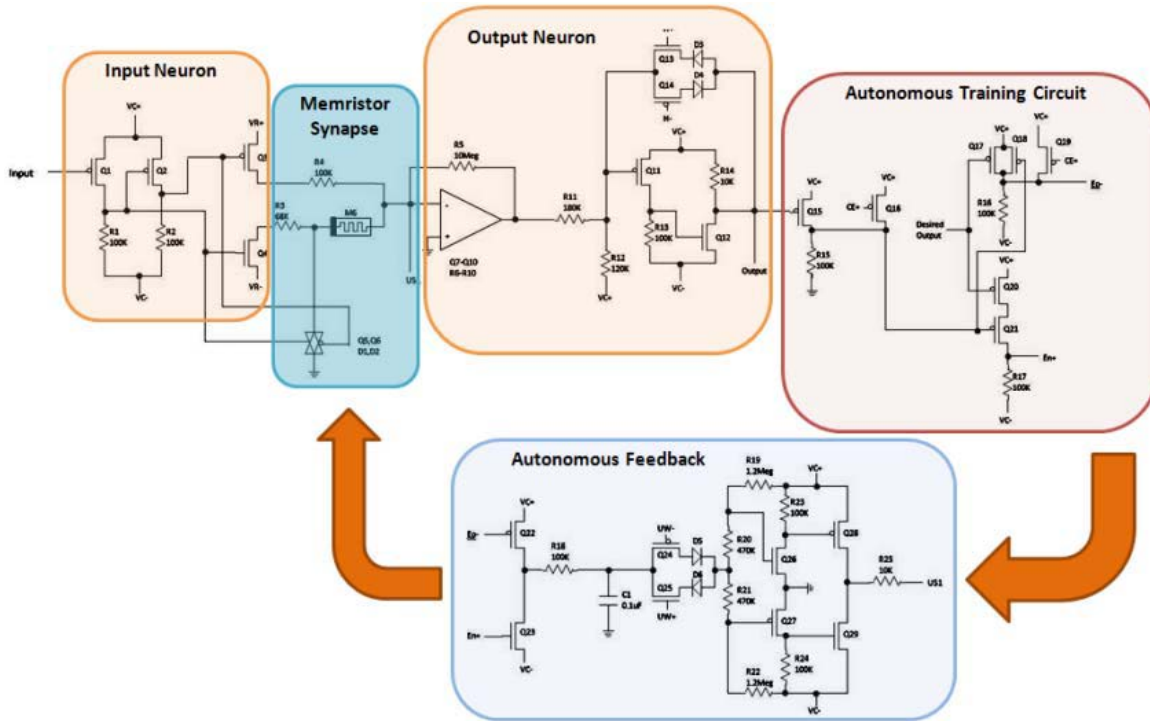 Input Neuron
VC+
Input
Q1
Q2
R1
100K
R2
100K
VC-
VR+
VR-
Memristor
Synapse
R4
100K
R3
68K
M6
Q5,Q6
D1,D2
Output Neuron
R5
10Meg
-
+
Q7-Q10
R6-R10
R11
180K
R12
120K
VC+
Q13
Q14
D3
D4
N-
VC+
Q11
R14
10K
R13
100K
Q12
VC-
Output
Autonomous Training Circuit
VC+
Q15
R15
100K
VC+
CE+
Q16
VC+
Q17
Q18
Q19
CE+
Ep-
R16
100K
VC-
Desired
Output
VC+
Q20
Q21
En+
R17
100K
VC-
Autonomous Feedback
VC+
Ep-
Q22
En+
Q23
VC-
R18
100K
C1
0.1uF
UW-
Q24
Q25
UW+
D5
D6
R19
1.2Meg
R20
470K
R21
470K
R22
1.2Meg
VC+
R23
100K
Q26
Q27
R24
100K
VC-
Q28
Q29
R25
10K
US1